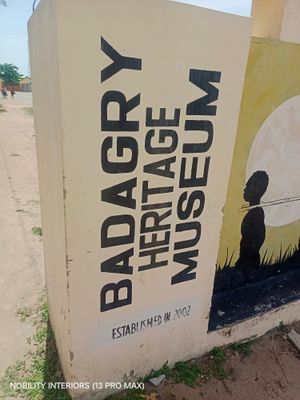 BADAGRY
HERITAGE
MUSEUM
ESTABLISHED IN 2002
NOBILITY INTERIORS (13 PRO MAX)